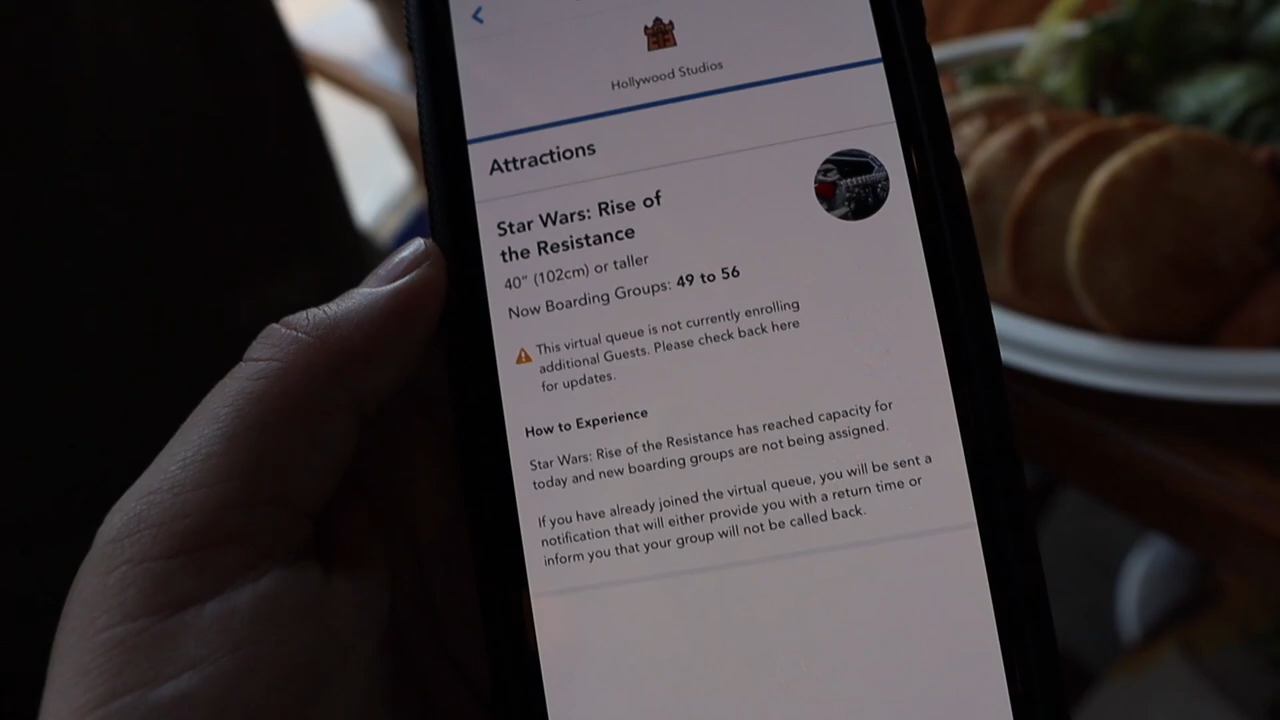 Hollywood Studios
Attractions
Star Wars: Rise of
the Resistance
40" (102cm) or taller
Now Boarding Groups: 49 to 56
This virtual queue is not currently enrolling
additional Guests. Please check back here
for updates.
How to Experience
Star Wars: Rise of the Resistance has reached capacity for
today and new boarding groups are not being assigned.
If you have already joined the virtual queue, you will be sent a
notification that will either provide you with a return time or
inform you that your group will not be called back.